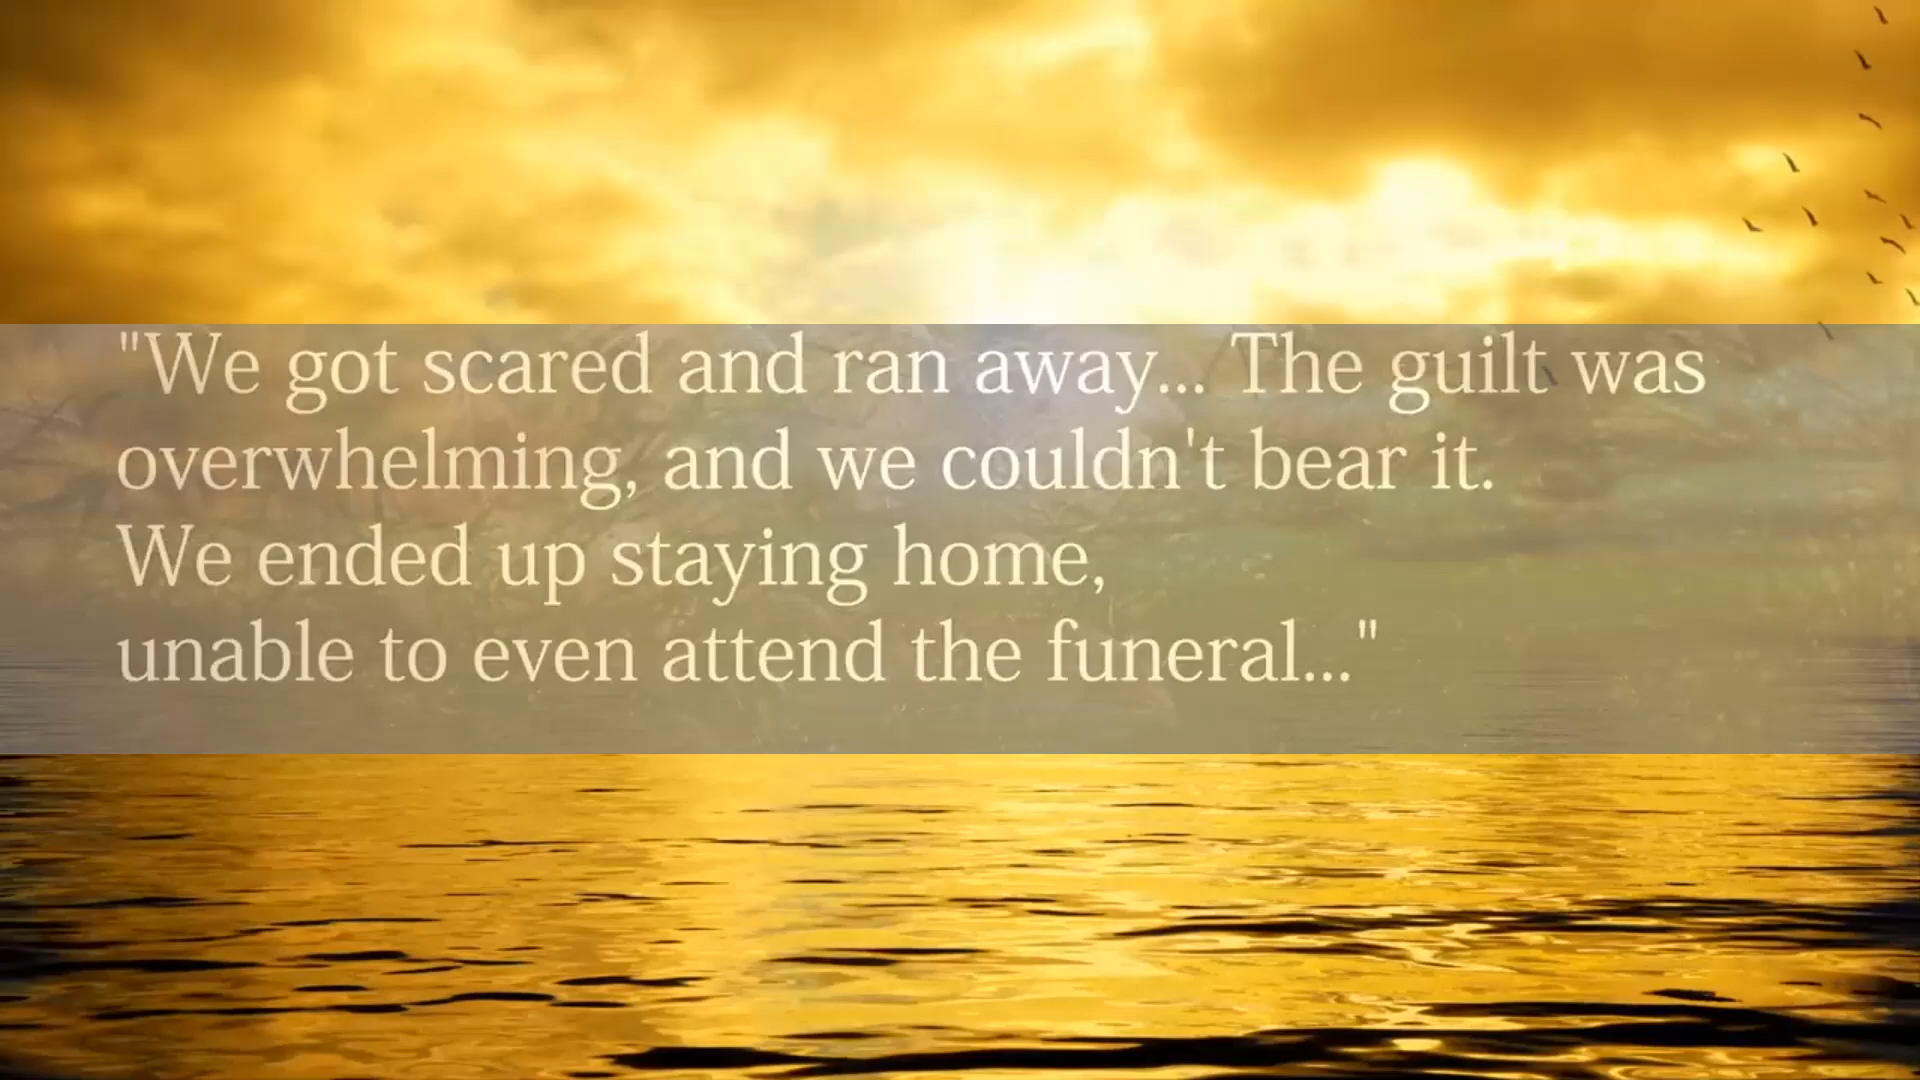 "We got scared and ran away... The guilt was
overwhelming, and we couldn't bear it.
We ended up staying home,
unable to even attend the funeral..."